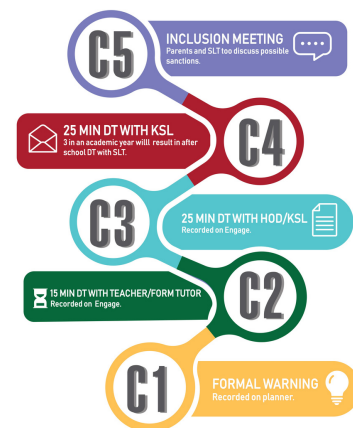 C5
INCLUSION MEETING
Parents and SLT too discuss possible
sanctions.
25 MIN DT WITH KSL
3 in an academic year willl result in after
school DT with SLT.
C4
C3
25 MIN DT WITH HOD/KSL
Recorded on Engage.
15 MIN DT WITH TEACHER/FORM TUTOR
Recorded on Engage.
C2
C1
FORMAL WARNING
Recorded on planner.